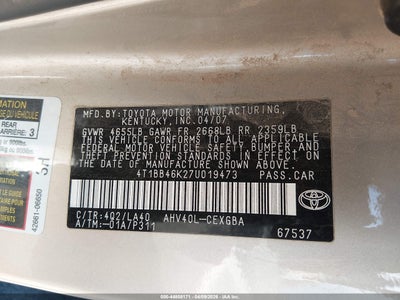 MFD.BY:TOYOTA MOTOR MANUFACTURING,
KENTUCKY, INC. 04/07
GVWR 4655LB GAWR FR 2668LB RR 2359LB
THIS VEHICLE CONFORMS TO ALL APPLICABLE
FEDERAL MOTOR VEHICLE SAFETY, BUMPER, AND
THEFT PREVENTION STANDARDS IN EFFECT ON
THE DATE OF MANUFACTURE SHOWN ABOVE.
4T1BB46K27U019473 PASS.CAR
C/TR:4Q2/LA40 AHV40L-CEXGBA
A/TM:-01A/P311
67537
TOYOTA
REAR
ARRIERE
3
42661-06650